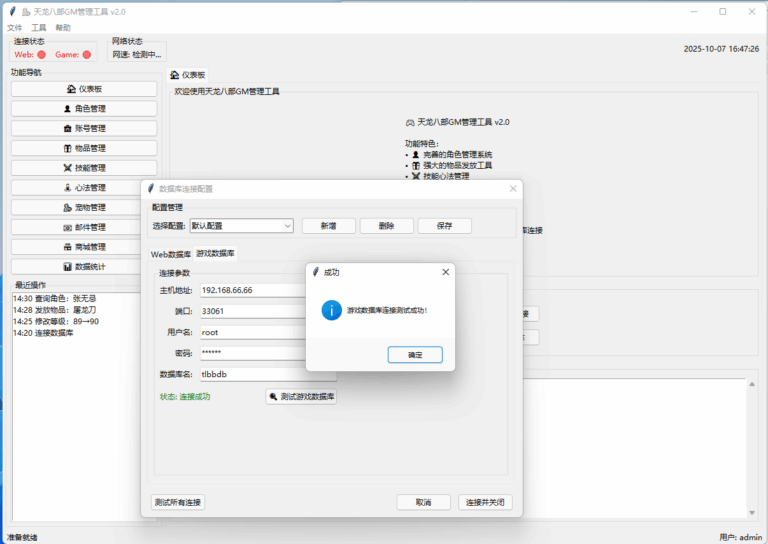 天龙八部GM管理工具 v2.0
文件 工具 帮助
连接状态
Web: Game:
网络状态
网速: 检测中...
2025-10-07 16:47:26
功能导航
仪表板
角色管理
账号管理
物品管理
技能管理
心法管理
宠物管理
邮件管理
商城管理
数据统计
最近操作
14:30 查询角色：张无忌
14:28 发放物品：屠龙刀
14:25 修改等级：89→90
14:20 连接数据库
仪表板
欢迎使用天龙八部GM管理工具
天龙八部GM管理工具 v2.0
功能特色：
• 完善的角色管理系统
• 强大的物品发放工具
• 技能心法管理
库连接
数据库连接配置
配置管理
选择配置: 默认配置 新增 删除 保存
Web数据库 游戏数据库
连接参数
主机地址: 192.168.66.66
端口: 33061
用户名: root
密码: ******
数据库名: tlbbdb
状态: 连接成功 测试游戏数据库
测试所有连接 取消 连接并关闭
成功
游戏数据库连接测试成功！
确定
准备就绪
用户: admin